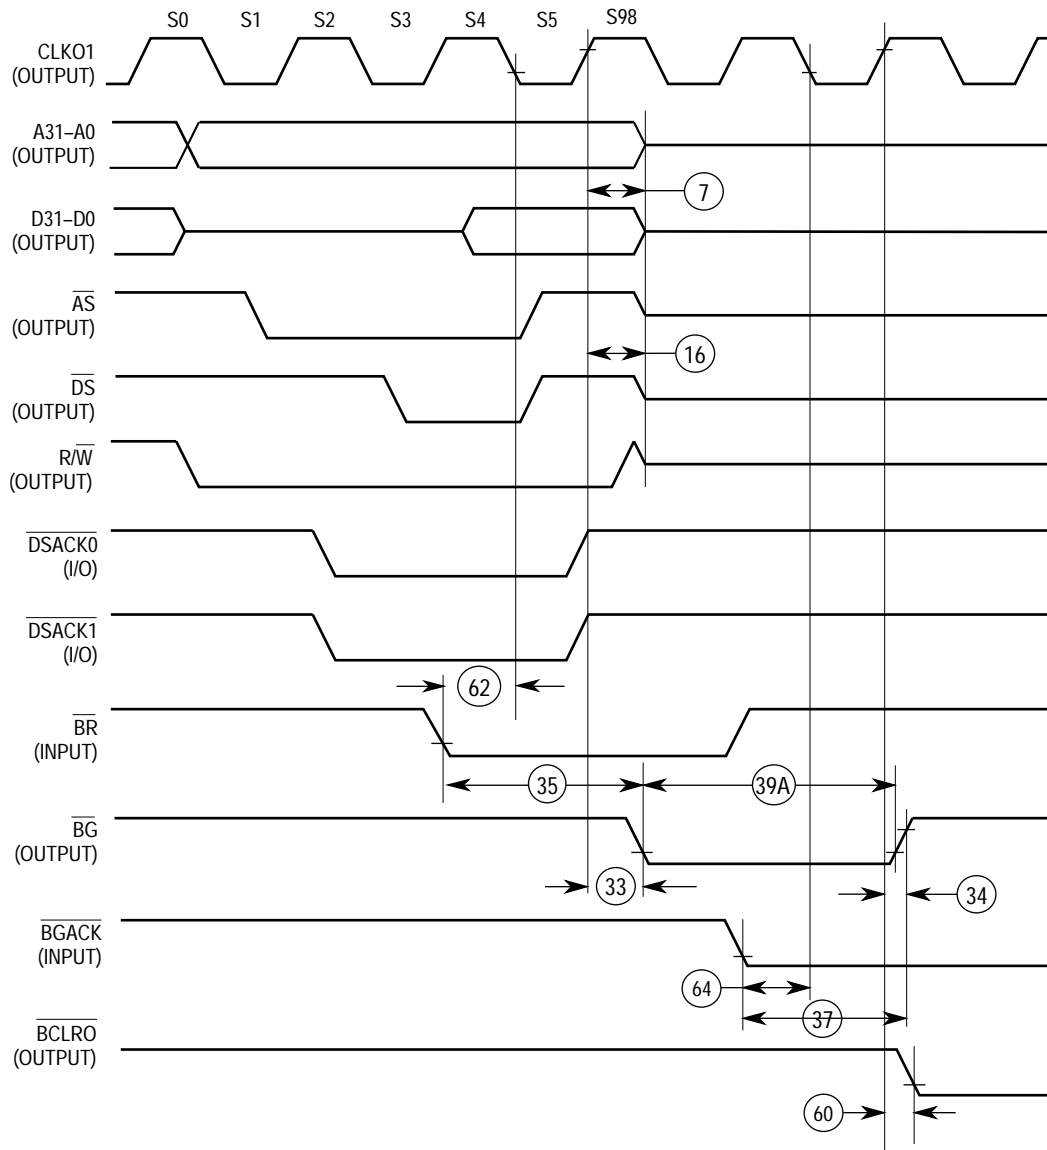 S0 S1 S2 S3 S4 S5 S98
CLKO1
(OUTPUT)
A31–A0
(OUTPUT)
7
D31–D0
(OUTPUT)
AS
(OUTPUT)
16
DS
(OUTPUT)
R/W
(OUTPUT)
DSACK0
(I/O)
DSACK1
(I/O)
62
BR
(INPUT)
35 39A
BG
(OUTPUT)
33 34
BGACK
(INPUT)
64
37
BCLRO
(OUTPUT)
60